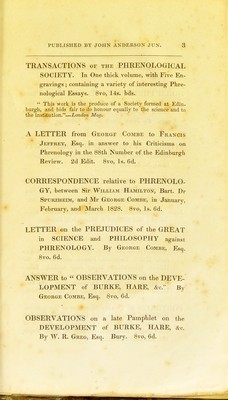 PUBLISHED BY JOHN ANDERSON JUN. 3
TRANSACTIONS OF THE PHRENOLOGICAL
SOCIETY. In One thick volume, with Five En-
gravings; containing a variety of interesting Phre-
nological Essays. 8vo, 14s. bds.
“ This work is the produce of a Society formed at Edin-
burgh, and bids fair to do honour equally to the science and to
the institution.”—London Mag.
A LETTER from GEORGE COMBE to FRANCIS
JEFFREY, Esq. in answer to his Criticisms on
Phrenology in the 88th Number of the Edinburgh
Review. 2d Edit. 8vo, 1s. 6d.
CORRESPONDENCE relative to PHRENOLO-
GY, between Sir WILLIAM HAMILTON, Bart. Dr
SPURZHEIM, and Mr GEORGE COMBE, in January,
February, and March 1828. 8vo, 1s. 6d.
LETTER on the PREJUDICES of the GREAT
in SCIENCE and PHILOSOPHY against
PHRENOLOGY. By GEORGE COMBE, Esq.
8vo. 6d.
ANSWER to “ OBSERVATIONS on the DEVE-
LOPMENT of BURKE, HARE, &c.” By
GEORGE COMBE, Esq. 8vo, 6d.
OBSERVATIONS on a late Pamphlet on the
DEVELOPMENT of BURKE, HARE, &c.
By W. R. GREG, Esq. Bury. 8vo, 6d.